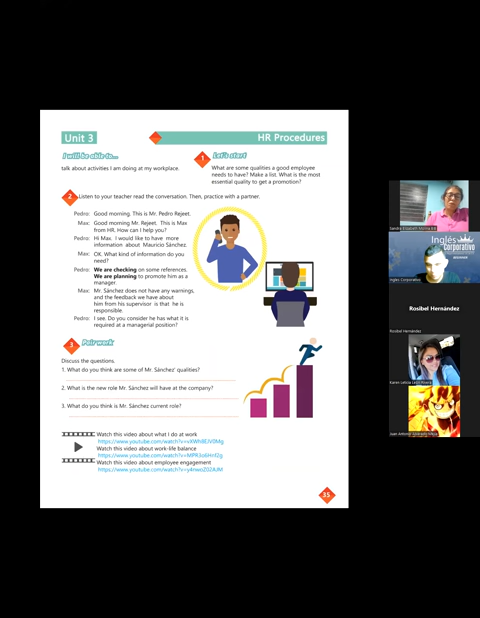 Unit 3
HR Procedures
I will be able to...
talk about activities I am doing at my workplace.
1
Let's start
What are some qualities a good employee
needs to have? Make a list. What is the most
essential quality to get a promotion?
2
Listen to your teacher read the conversation. Then, practice with a partner.
Pedro: Good morning. This is Mr. Pedro Rejeet.
Max: Good morning Mr. Rejeet. This is Max
from HR. How can I help you?
Pedro: Hi Max. I would like to have more
information about Mauricio Sánchez.
Max: OK. What kind of information do you
need?
Pedro: We are checking on some references.
We are planning to promote him as a
manager.
Max: Mr. Sánchez does not have any warnings,
and the feedback we have about
him from his supervisor is that he is
responsible.
Pedro: I see. Do you consider he has what it is
required at a managerial position?
3
Pair work
Discuss the questions.
1. What do you think are some of Mr. Sánchez' qualities?
2. What is the new role Mr. Sánchez will have at the company?
3. What do you think is Mr. Sánchez current role?
Watch this video about what I do at work
Watch this video about work-life balance
Watch this video about employee engagement
35
Inglés
Corporativo
Inglés Corporativo
Rosibel Hernández
Rosibel Hernández